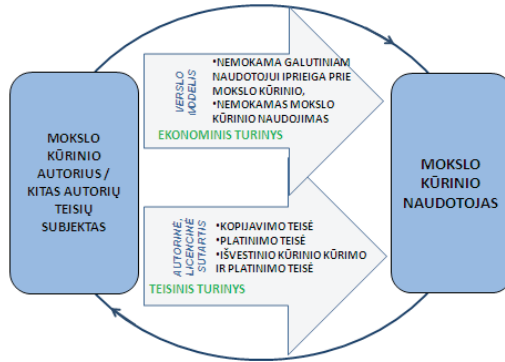 MOKSLO
KŪRINIO
AUTORIUS /
KITAS AUTORIŲ
TEISIŲ
SUBJEKTAS
VERSLO
MODELIS
•NEMOKAMA GALUTINIAM
NAUDOTOJUI IPRIEIGA PRIE
MOKSLO KŪRINIO,
•NEMOKAMAS MOKSLO
KŪRINIO NAUDOJIMAS
EKONOMINIS TURINYS
AUTORINĖ,
LICENCINĖ
SUTARTIS
•KOPIJAVIMO TEISĖ
•PLATINIMO TEISĖ
•IŠVESTINIO KŪRINIO KŪRIMO
IR PLATINIMO TEISĖ
TEISINIS TURINYS
MOKSLO
KŪRINIO
NAUDOTOJAS